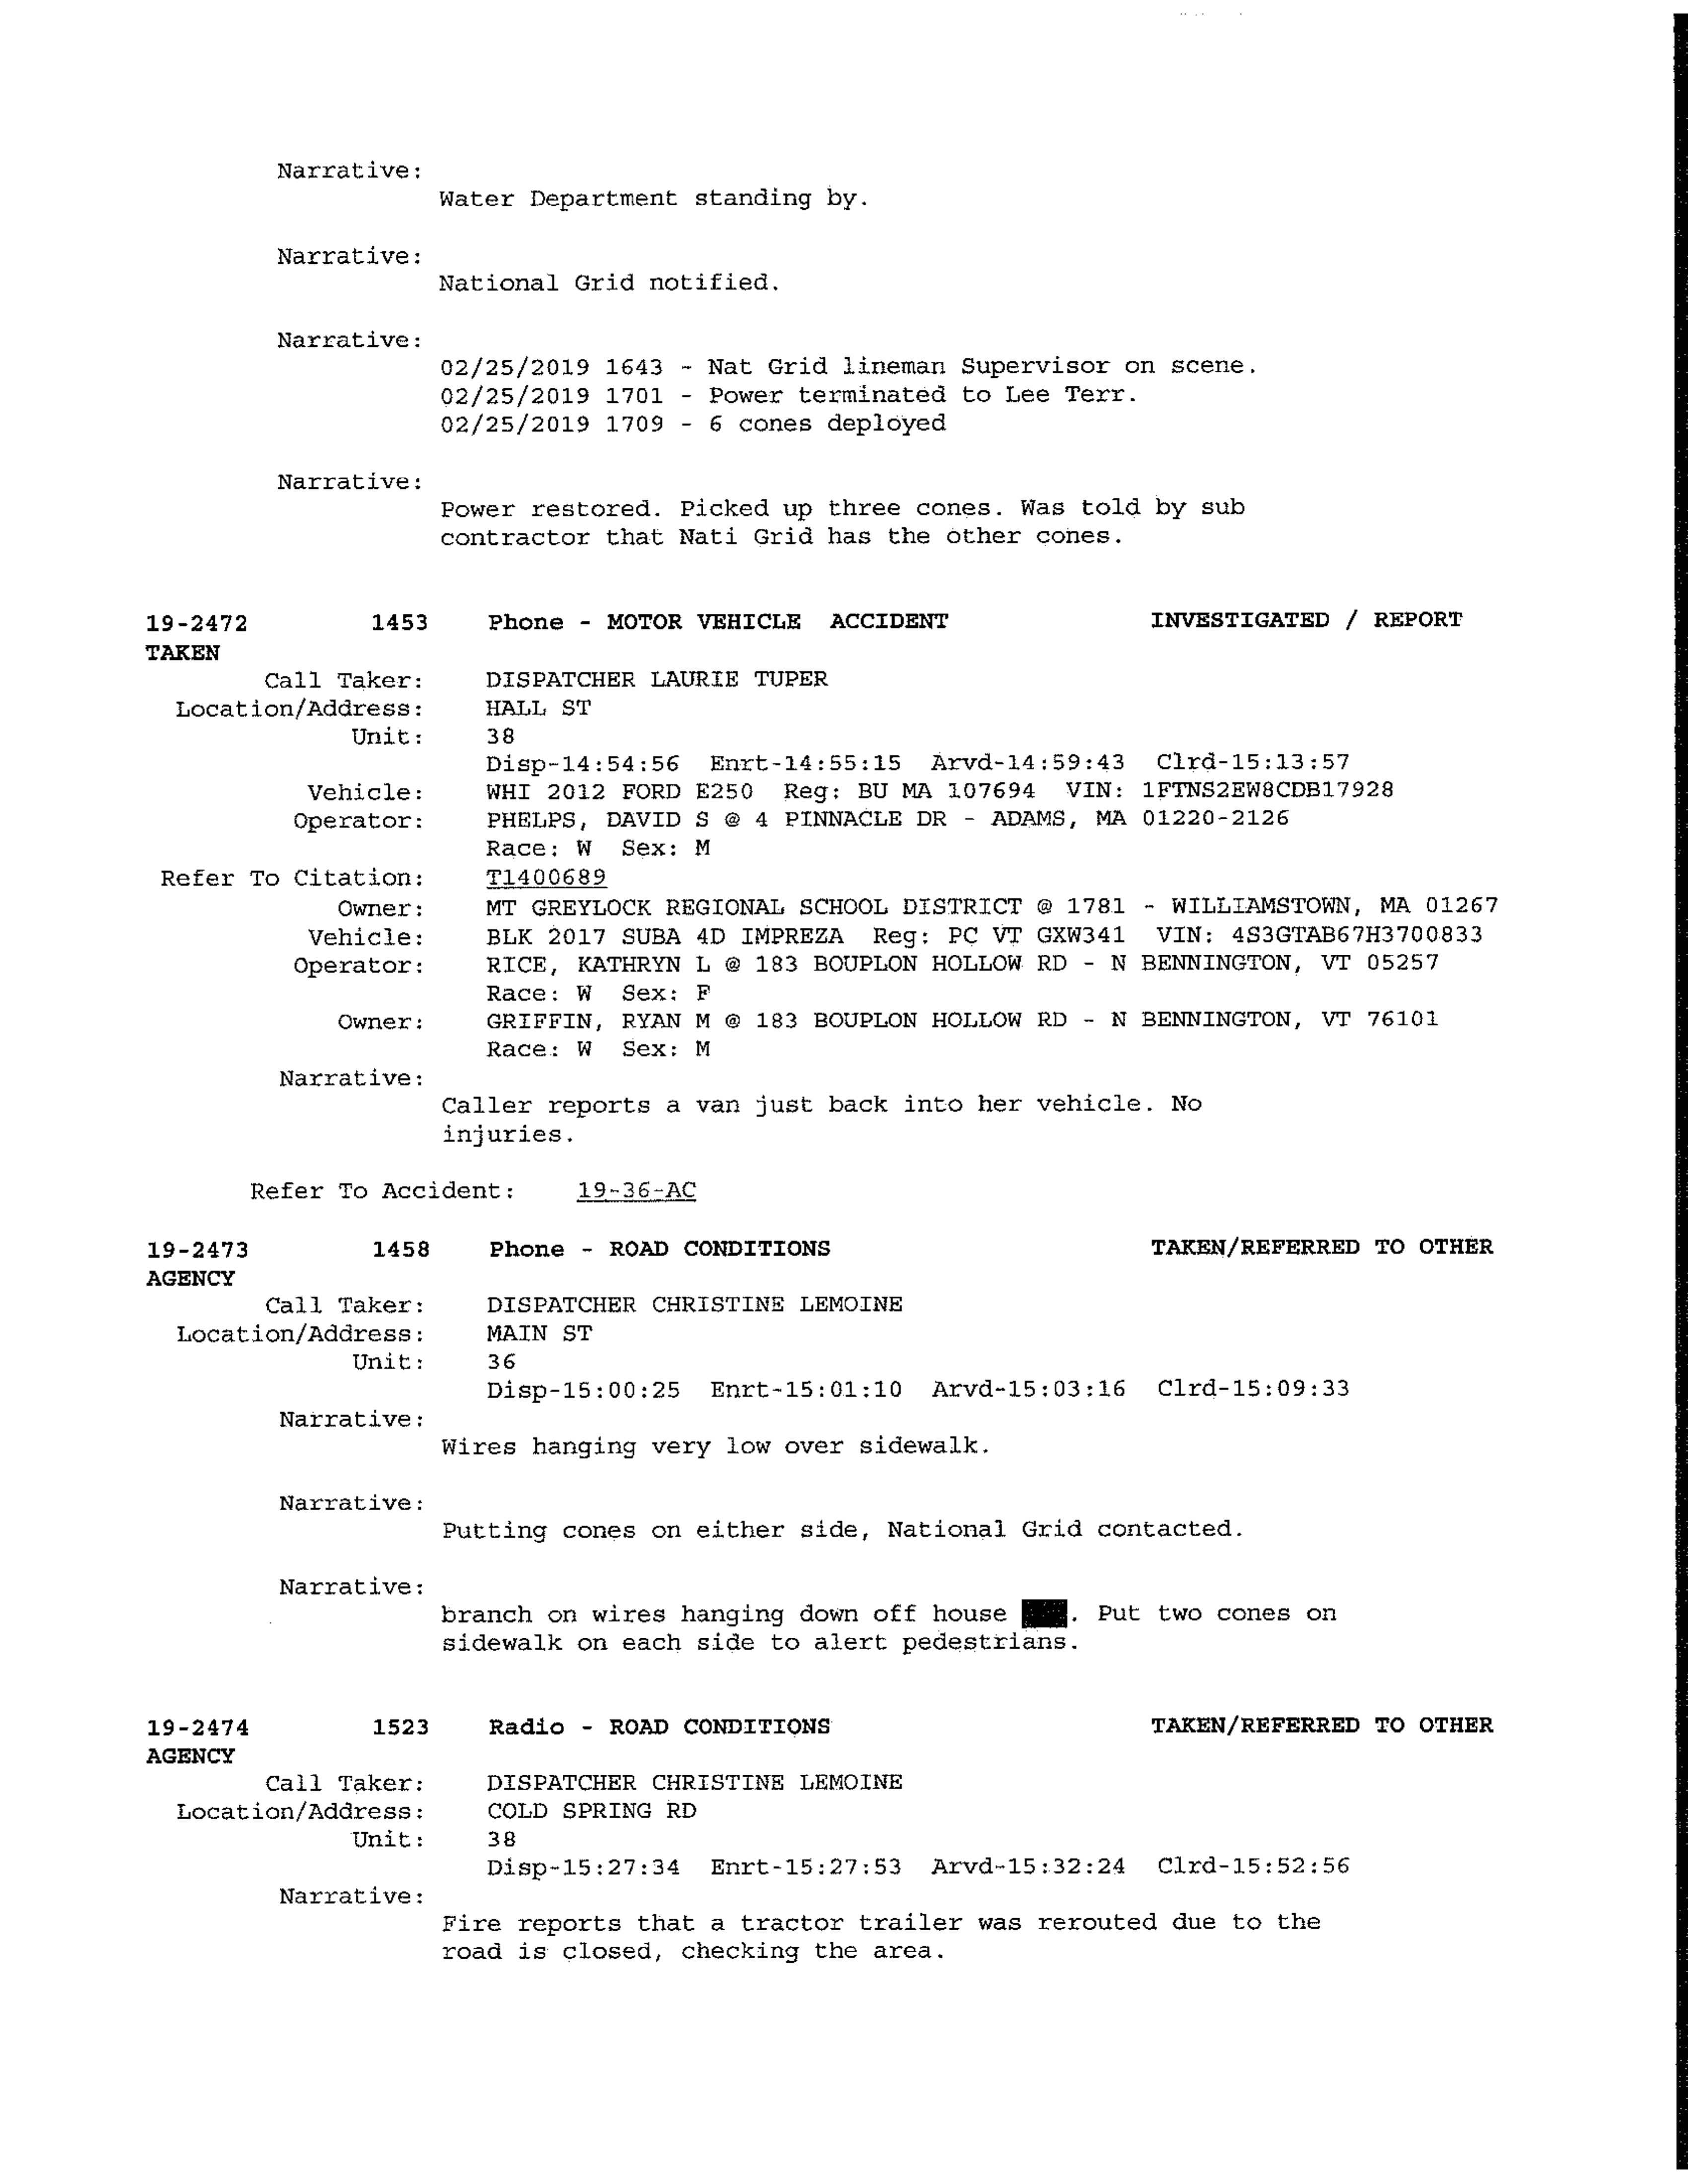 Narrative:
Water Department standing by.
Narrative:
National Grid notified.
Narrative:
02/25/2019 1643 - Nat Grid lineman Supervisor on scene.
02/25/2019 1701 - Power terminated to Lee Terr.
02/25/2019 1709 - 6 cones deployed
Narrative:
Power restored. Picked up three cones. Was told by sub
contractor that Nati Grid has the other cones.
19-2472 1453 Phone - MOTOR VEHICLE ACCIDENT INVESTIGATED / REPORT
TAKEN
Call Taker: DISPATCHER LAURIE TUPER
Location/Address: HALL ST
Unit: 38
Disp-14:54:56 Enrt-14:55:15 Arvd-14:59:43 Clrd-15:13:57
Vehicle: WHI 2012 FORD E250 Reg: BU MA 107694 VIN: 1FTNS2EW8CDB17928
Operator: PHELPS, DAVID S @ 4 PINNACLE DR - ADAMS, MA 01220-2126
Race: W Sex: M
Refer To Citation: T1400689
Owner: MT GREYLOCK REGIONAL SCHOOL DISTRICT @ 1781 - WILLIAMSTOWN, MA 01267
Vehicle: BLK 2017 SUBA 4D IMPREZA Reg: PC VT GXW341 VIN: 4S3GTAB67H3700833
Operator: RICE, KATHRYN L @ 183 BOUPLON HOLLOW RD - N BENNINGTON, VT 05257
Race: W Sex: F
Owner: GRIFFIN, RYAN M @ 183 BOUPLON HOLLOW RD - N BENNINGTON, VT 76101
Race: W Sex: M
Narrative:
Caller reports a van just back into her vehicle. No
injuries.
Refer To Accident: 19-36-AC
19-2473 1458 Phone - ROAD CONDITIONS TAKEN/REFERRED TO OTHER
AGENCY
Call Taker: DISPATCHER CHRISTINE LEMOINE
Location/Address: MAIN ST
Unit: 36
Disp-15:00:25 Enrt-15:01:10 Arvd-15:03:16 Clrd-15:09:33
Narrative:
Wires hanging very low over sidewalk.
Narrative:
Putting cones on either side, National Grid contacted.
Narrative:
branch on wires hanging down off house . Put two cones on
sidewalk on each side to alert pedestrians.
19-2474 1523 Radio - ROAD CONDITIONS TAKEN/REFERRED TO OTHER
AGENCY
Call Taker: DISPATCHER CHRISTINE LEMOINE
Location/Address: COLD SPRING RD
Unit: 38
Disp-15:27:34 Enrt-15:27:53 Arvd-15:32:24 Clrd-15:52:56
Narrative:
Fire reports that a tractor trailer was rerouted due to the
road is closed, checking the area.